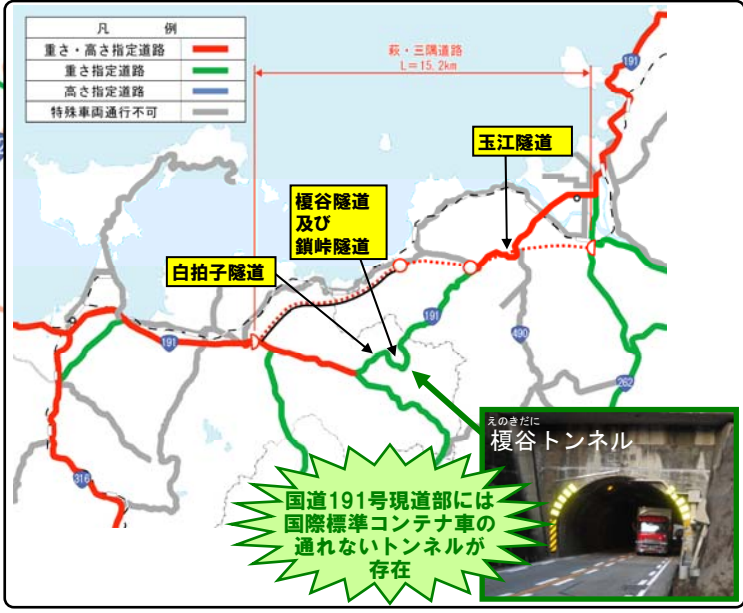 凡 例
重さ・高さ指定道路
重さ指定道路
高さ指定道路
特殊車両通行不可
萩・三隅道路
L=15.2km
191
玉江隧道
榎谷隧道
及び
鎖峠隧道
白拍子隧道
191
191
490
262
316
えのきだに
榎谷トンネル
国道191号現道部には
国際標準コンテナ車の
通れないトンネルが
存在